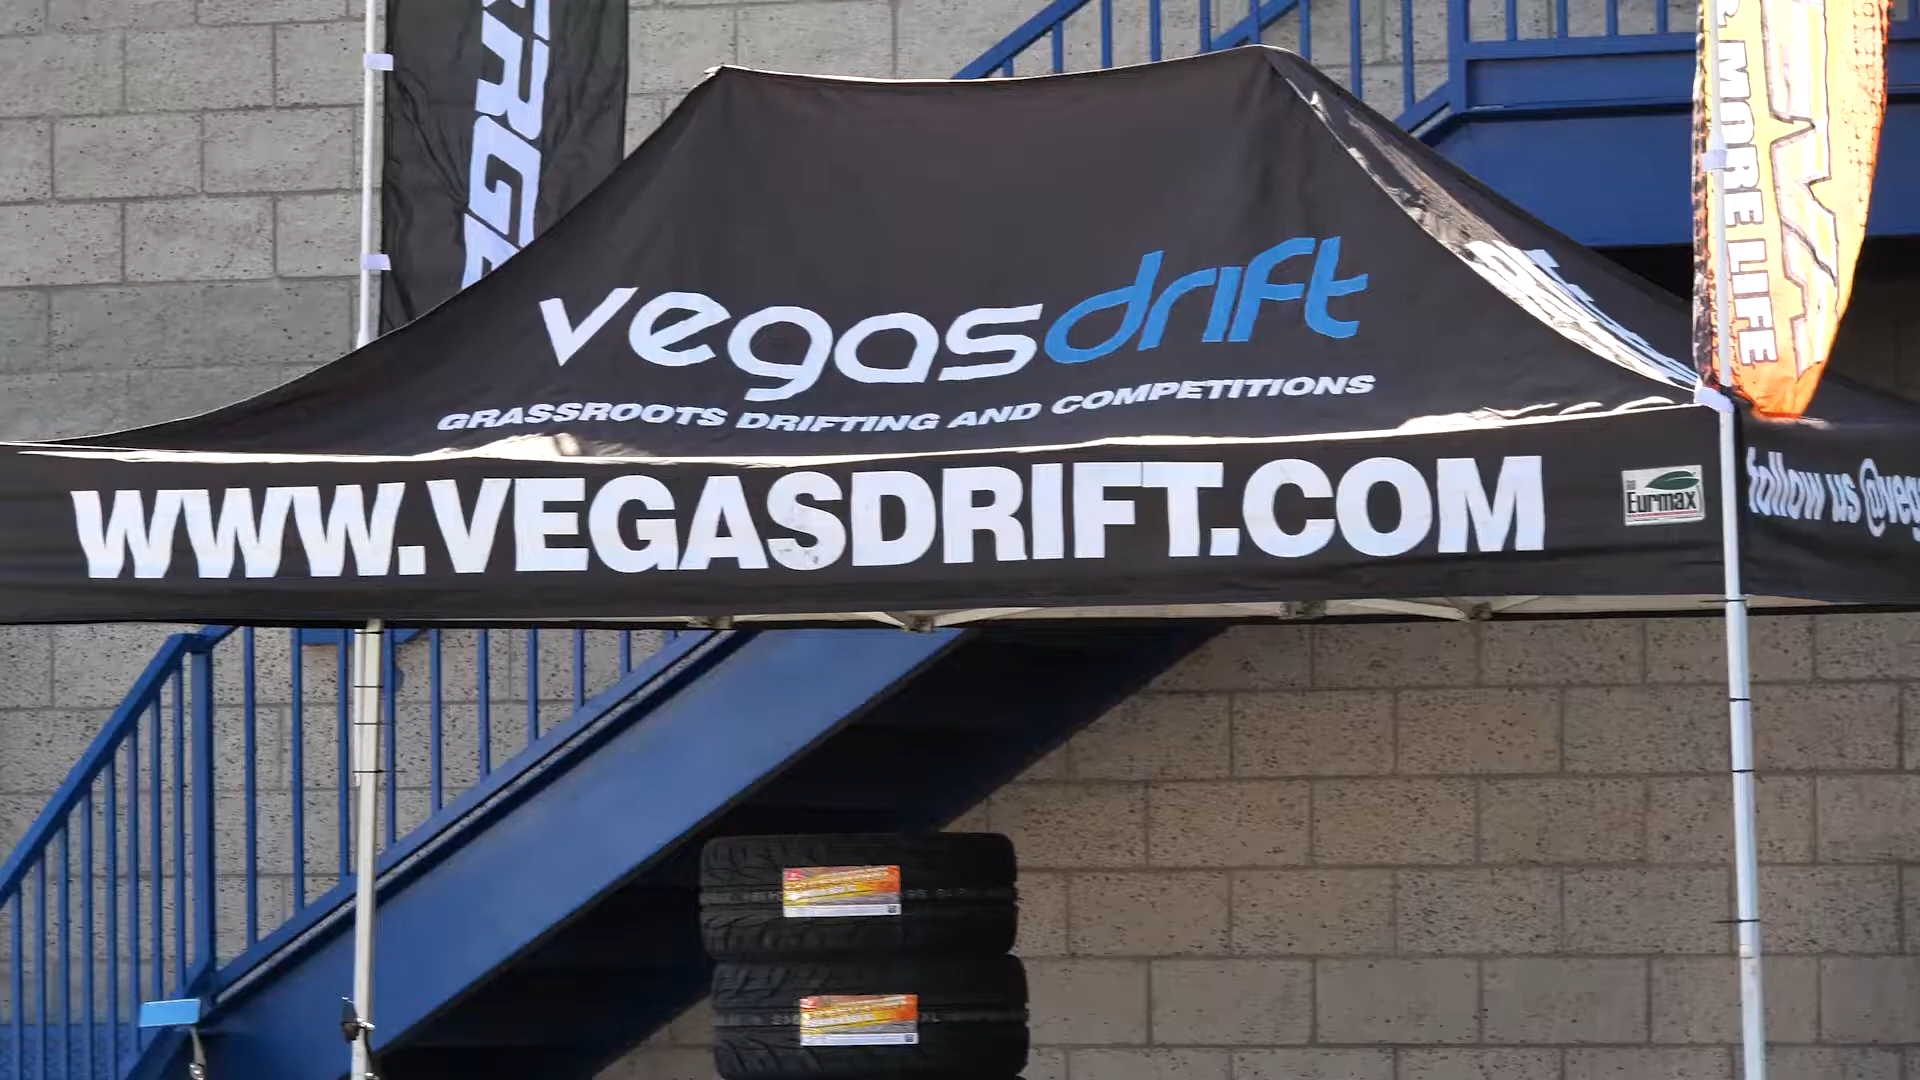 MORE LIFE
vegasdrift
GRASSROOTS DRIFTING AND COMPETITIONS
WWW.VEGASDRIFT.COM
Eurmax
follow us